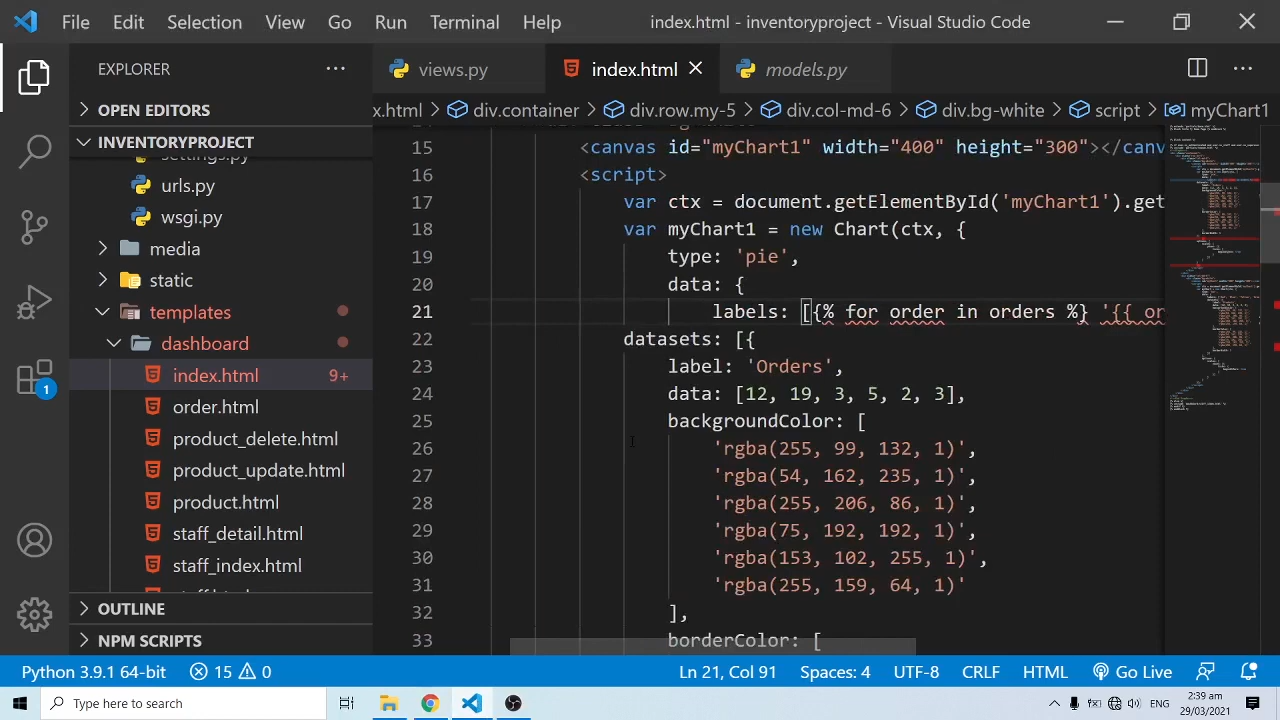 File Edit Selection View Go Run Terminal Help index.html - inventoryproject - Visual Studio Code
EXPLORER
OPEN EDITORS
INVENTORYPROJECT
settings.py
urls.py
wsgi.py
media
static
templates
dashboard
index.html 9+
order.html
product_delete.html
product_update.html
product.html
staff_detail.html
staff_index.html
OUTLINE
NPM SCRIPTS
1
views.py index.html models.py
x.html div.container div.row.my-5 div.col-md-6 div.bg-white script myChart1
15 <canvas id="myChart1" width="400" height="300"></canv
16 <script>
17 var ctx = document.getElementById('myChart1').get
18 var myChart1 = new Chart(ctx, {
19 type: 'pie',
20 data: {
21 labels: [{% for order in orders %} '{{ or
22 datasets: [{
23 label: 'Orders',
24 data: [12, 19, 3, 5, 2, 3],
25 backgroundColor: [
26 'rgba(255, 99, 132, 1)',
27 'rgba(54, 162, 235, 1)',
28 'rgba(255, 206, 86, 1)',
29 'rgba(75, 192, 192, 1)',
30 'rgba(153, 102, 255, 1)',
31 'rgba(255, 159, 64, 1)'
32 ],
33 borderColor: [
Python 3.9.1 64-bit 15 0 Ln 21, Col 91 Spaces: 4 UTF-8 CRLF HTML Go Live
Type here to search ENG 2:39 am
29/03/2021